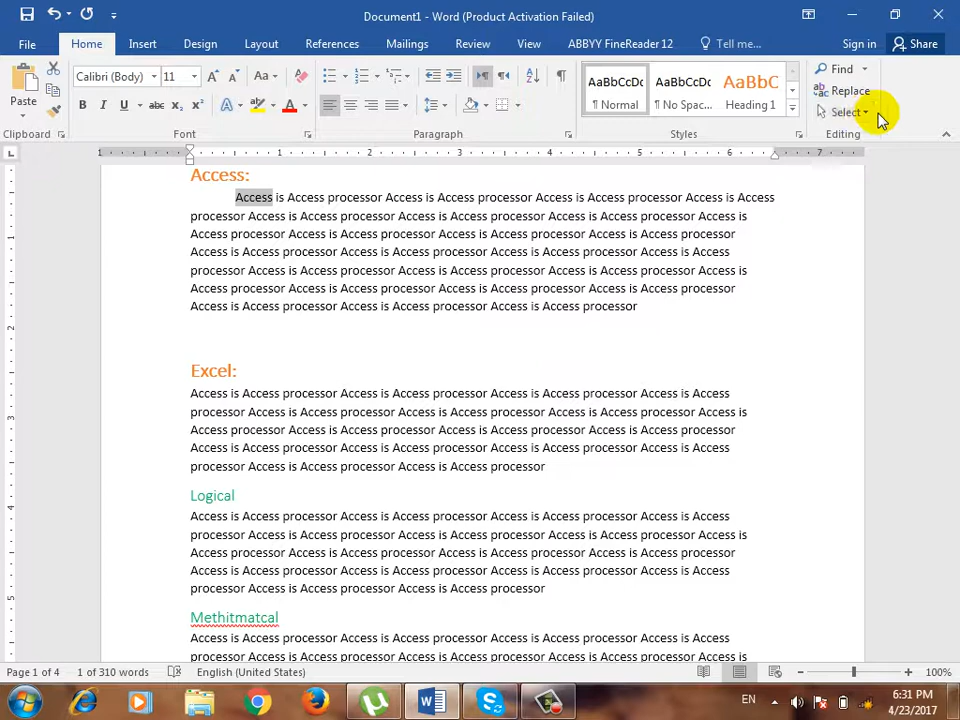 Document1 - Word (Product Activation Failed)
File Home Insert Design Layout References Mailings Review View ABBYY FineReader 12 Tell me... Sign in Share
Calibri (Body) 11 Aa
Paste
B I U abc X₂ X² A A
AaBbCcDc AaBbCcDc AaBbC
¶ Normal ¶ No Spac... Heading 1
Find
Replace
Select
Clipboard Font Paragraph Styles Editing
1 1 2 3 4 5 6 7
Access:
Access is Access processor Access is Access processor Access is Access processor Access is Access
processor Access is Access processor Access is Access processor Access is Access processor Access is
Access processor Access is Access processor Access is Access processor Access is Access processor
Access is Access processor Access is Access processor Access is Access processor Access is Access
processor Access is Access processor Access is Access processor Access is Access processor Access is
Access processor Access is Access processor Access is Access processor Access is Access processor
Access is Access processor Access is Access processor Access is Access processor
Excel:
Access is Access processor Access is Access processor Access is Access processor Access is Access
processor Access is Access processor Access is Access processor Access is Access processor Access is
Access processor Access is Access processor Access is Access processor Access is Access processor
Access is Access processor Access is Access processor Access is Access processor Access is Access
processor Access is Access processor Access is Access processor
Logical
Access is Access processor Access is Access processor Access is Access processor Access is Access
processor Access is Access processor Access is Access processor Access is Access processor Access is
Access processor Access is Access processor Access is Access processor Access is Access processor
Access is Access processor Access is Access processor Access is Access processor Access is Access
processor Access is Access processor Access is Access processor
Methitmatcal
Access is Access processor Access is Access processor Access is Access processor Access is Access
processor Access is Access processor Access is Access processor Access is Access processor Access is
Page 1 of 4 1 of 310 words English (United States) 100%
EN 6:31 PM
4/23/2017